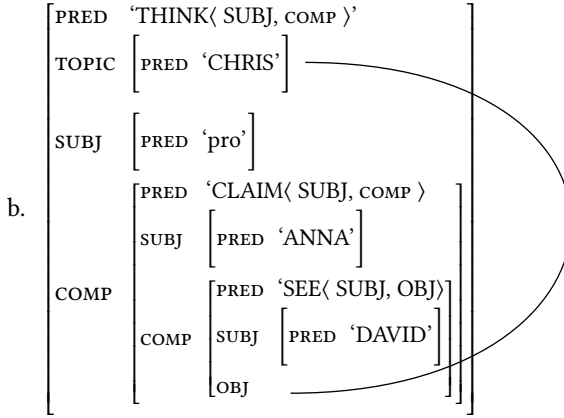 PRED ‘THINK⟨ SUBJ, COMP ⟩’
TOPIC [PRED ‘CHRIS’]
SUBJ [PRED ‘pro’]
b.
PRED ‘CLAIM⟨ SUBJ, COMP ⟩
SUBJ [PRED ‘ANNA’]
COMP
PRED ‘SEE⟨ SUBJ, OBJ⟩
COMP SUBJ [PRED ‘DAVID’]
OBJ